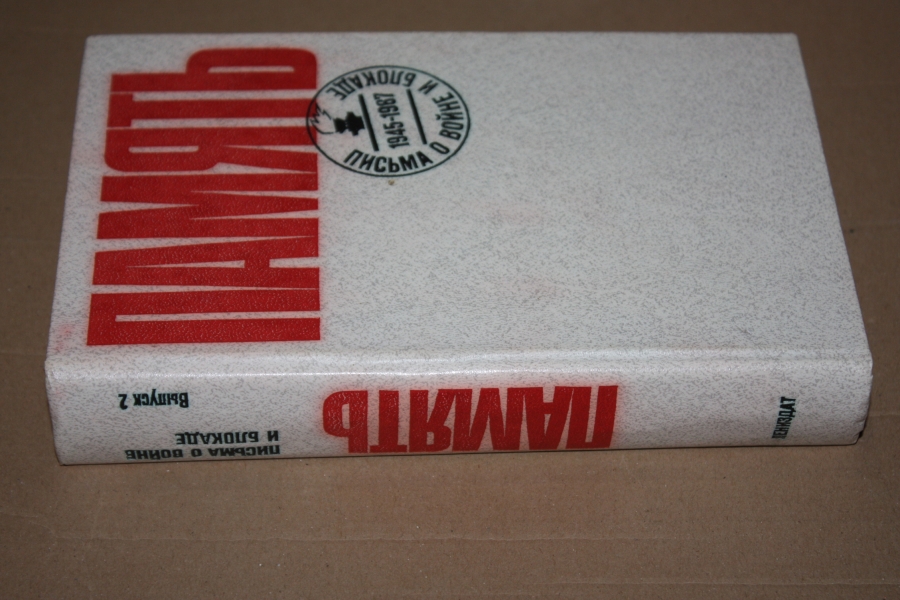 ПАМЯТЬ
ПИСЬМА О ВОЙНЕ И БЛОКАДЕ
1945-1987
ПИСЬМА О ВОЙНЕ
И БЛОКАДЕ
Выпуск 2
ПАМЯТЬ
ЛЕНИЗДАТ